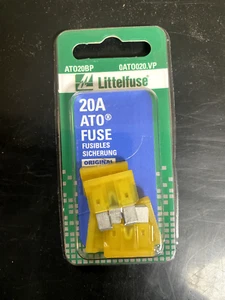 ATO20BP 0ATO020.VP
Littelfuse®
20A
ATO®
FUSE
FUSIBLES
SICHERUNG
ORIGINAL